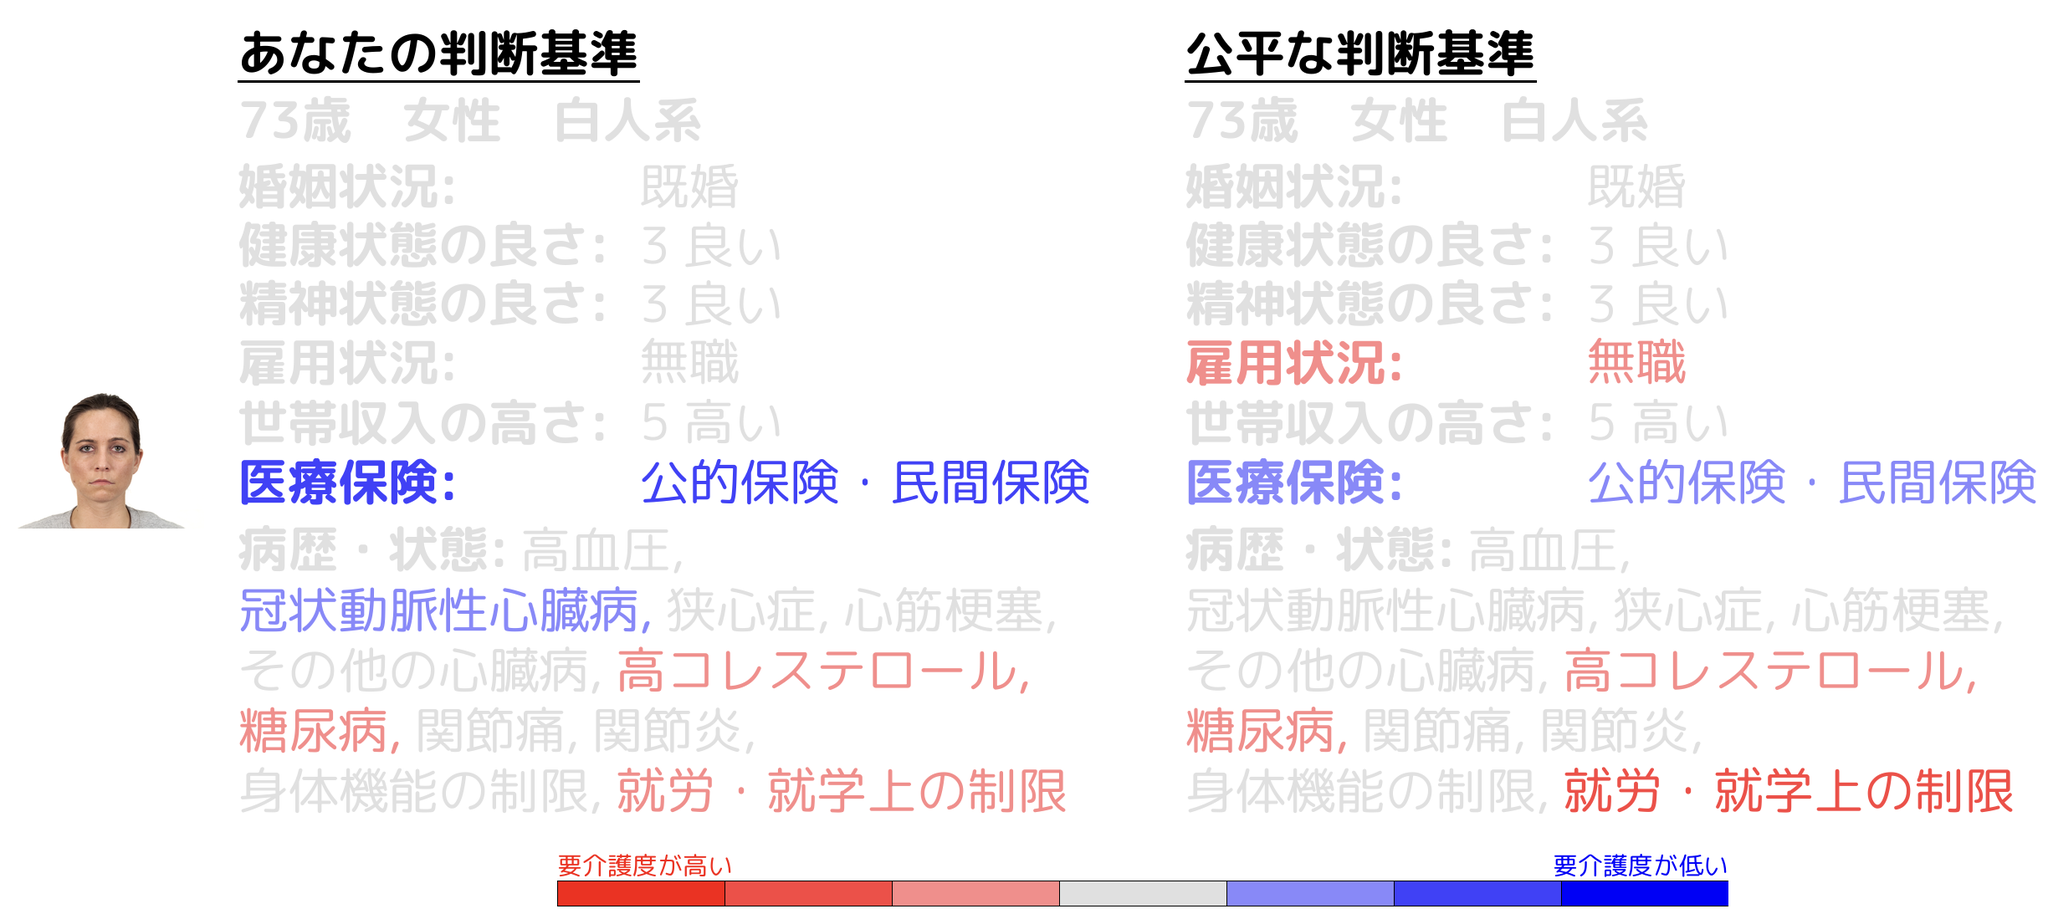 あなたの判断基準
73歳　女性　白人系
婚姻状況: 既婚
健康状態の良さ: 3 良い
精神状態の良さ: 3 良い
雇用状況: 無職
世帯収入の高さ: 5 高い
医療保険: 公的保険・民間保険
病歴・状態: 高血圧,
冠状動脈性心臓病, 狭心症, 心筋梗塞,
その他の心臓病, 高コレステロール,
糖尿病, 関節痛, 関節炎,
身体機能の制限, 就労・就学上の制限
公平な判断基準
73歳　女性　白人系
婚姻状況: 既婚
健康状態の良さ: 3 良い
精神状態の良さ: 3 良い
雇用状況: 無職
世帯収入の高さ: 5 高い
医療保険: 公的保険・民間保険
病歴・状態: 高血圧,
冠状動脈性心臓病, 狭心症, 心筋梗塞,
その他の心臓病, 高コレステロール,
糖尿病, 関節痛, 関節炎,
身体機能の制限, 就労・就学上の制限
要介護度が高い
要介護度が低い